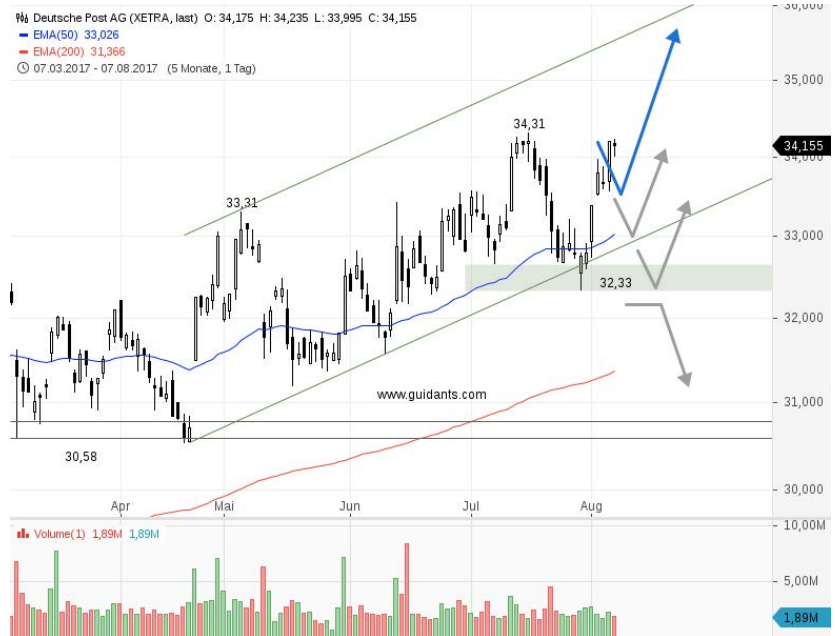 Deutsche Post AG (XETRA, last) O: 34,175 H: 34,235 L: 33,995 C: 34,155
EMA(50) 33,026
EMA(200) 31,366
07.03.2017 - 07.08.2017 (5 Monate, 1 Tag)
36,000
35,000
34,31
34,155
34,000
33,31
33,000
32,33
32,000
www.guidants.com
31,000
30,58
30,000
Apr Mai Jun Jul Aug
Volume(1) 1,89M 1,89M
10,00M
5,00M
1,89M